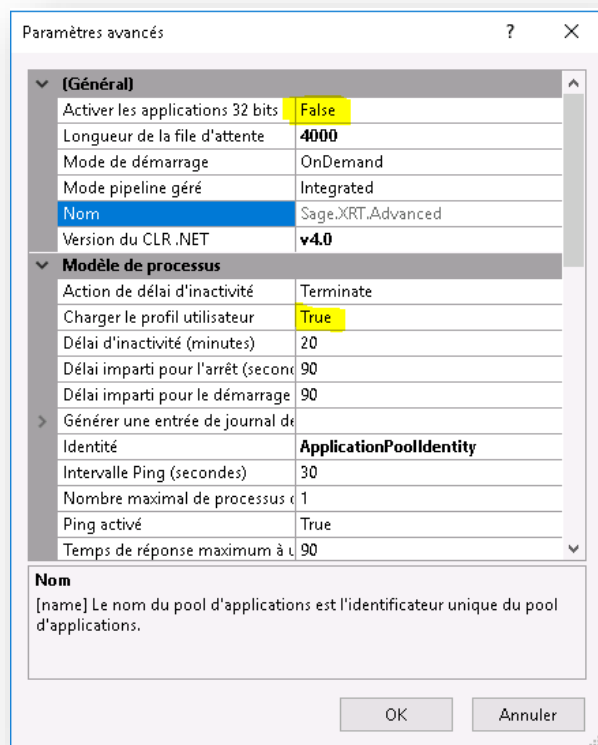 Paramètres avancés ?
(Général)
Activer les applications 32 bits False
Longueur de la file d'attente 4000
Mode de démarrage OnDemand
Mode pipeline géré Integrated
Nom Sage.XRT.Advanced
Version du CLR .NET v4.0
Modèle de processus
Action de délai d'inactivité Terminate
Charger le profil utilisateur True
Délai d'inactivité (minutes) 20
Délai imparti pour l'arrêt (secon 90
Délai imparti pour le démarrage 90
Générer une entrée de journal de
Identité ApplicationPoolIdentity
Intervalle Ping (secondes) 30
Nombre maximal de processus 1
Ping activé True
Temps de réponse maximum à 90
Nom
[name] Le nom du pool d'applications est l'identificateur unique du pool
d'applications.
OK Annuler